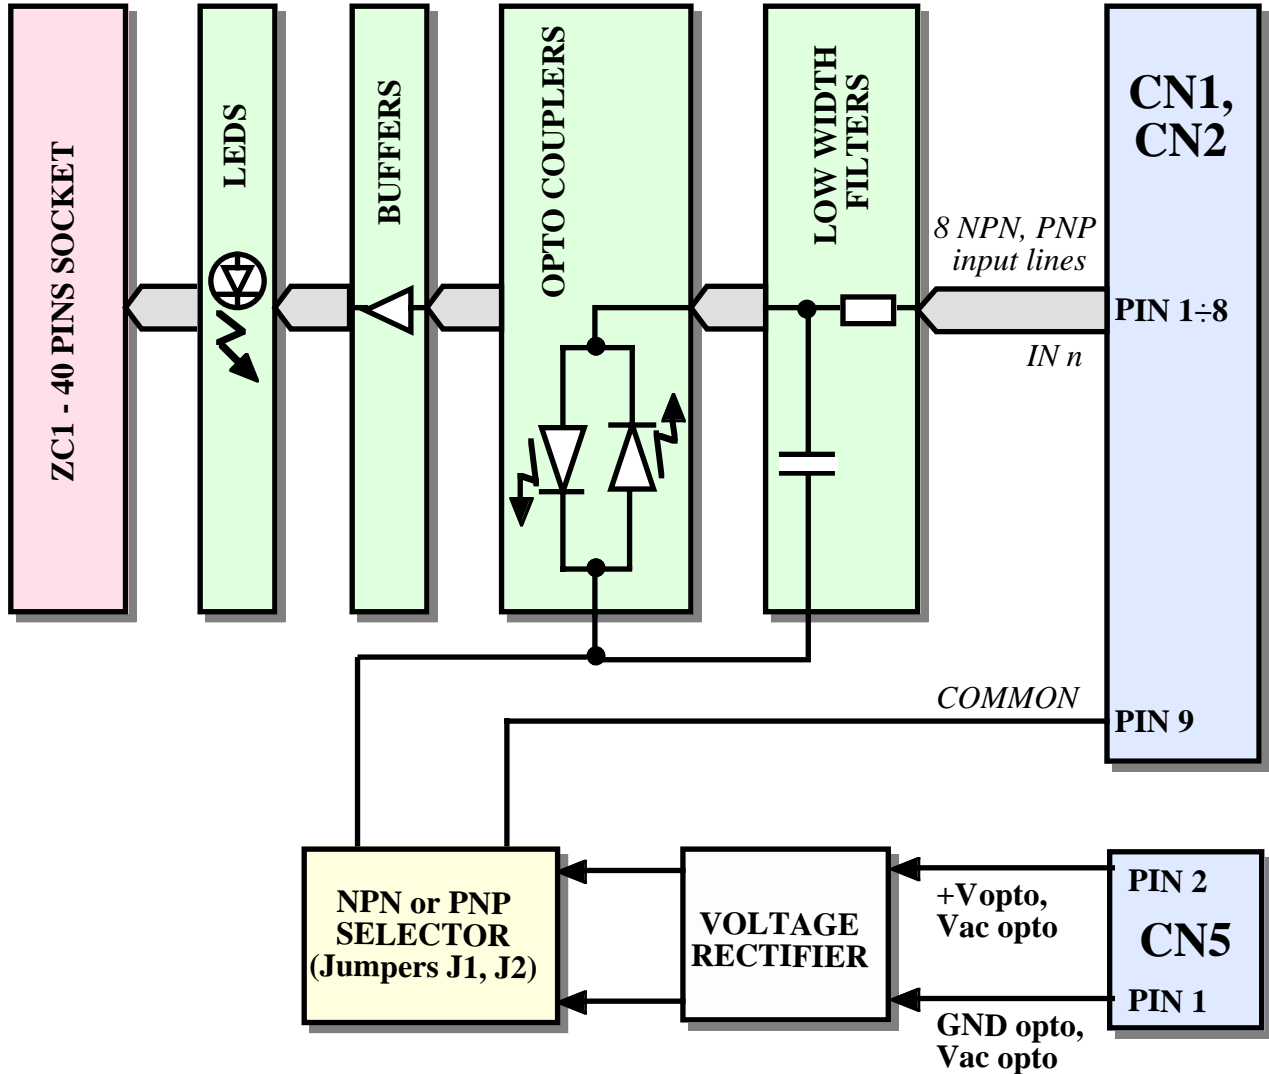 ZC1 - 40 PINS SOCKET
LEDS
BUFFERS
OPTO COUPLERS
LOW WIDTH
FILTERS
CN1,
CN2
8 NPN, PNP
input lines
PIN 1÷8
IN n
COMMON
PIN 9
NPN or PNP
SELECTOR
(Jumpers J1, J2)
VOLTAGE
RECTIFIER
+Vopto,
Vac opto
PIN 2
CN5
PIN 1
GND opto,
Vac opto